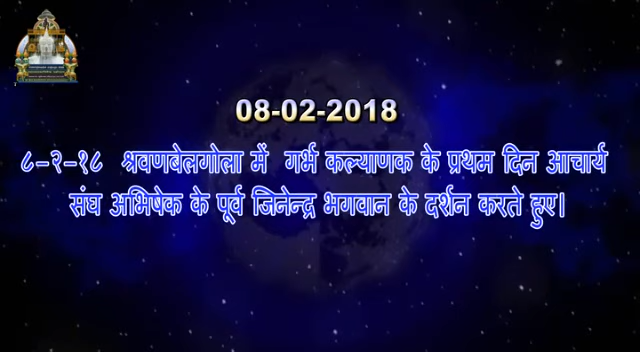 08-02-2018
८-२-१८ श्रवणबेलगोला में गर्भ कल्याणक के प्रथम दिन आचार्य
संघ अभिषेक के पूर्व जिनेन्द्र भगवान के दर्शन करते हुए।